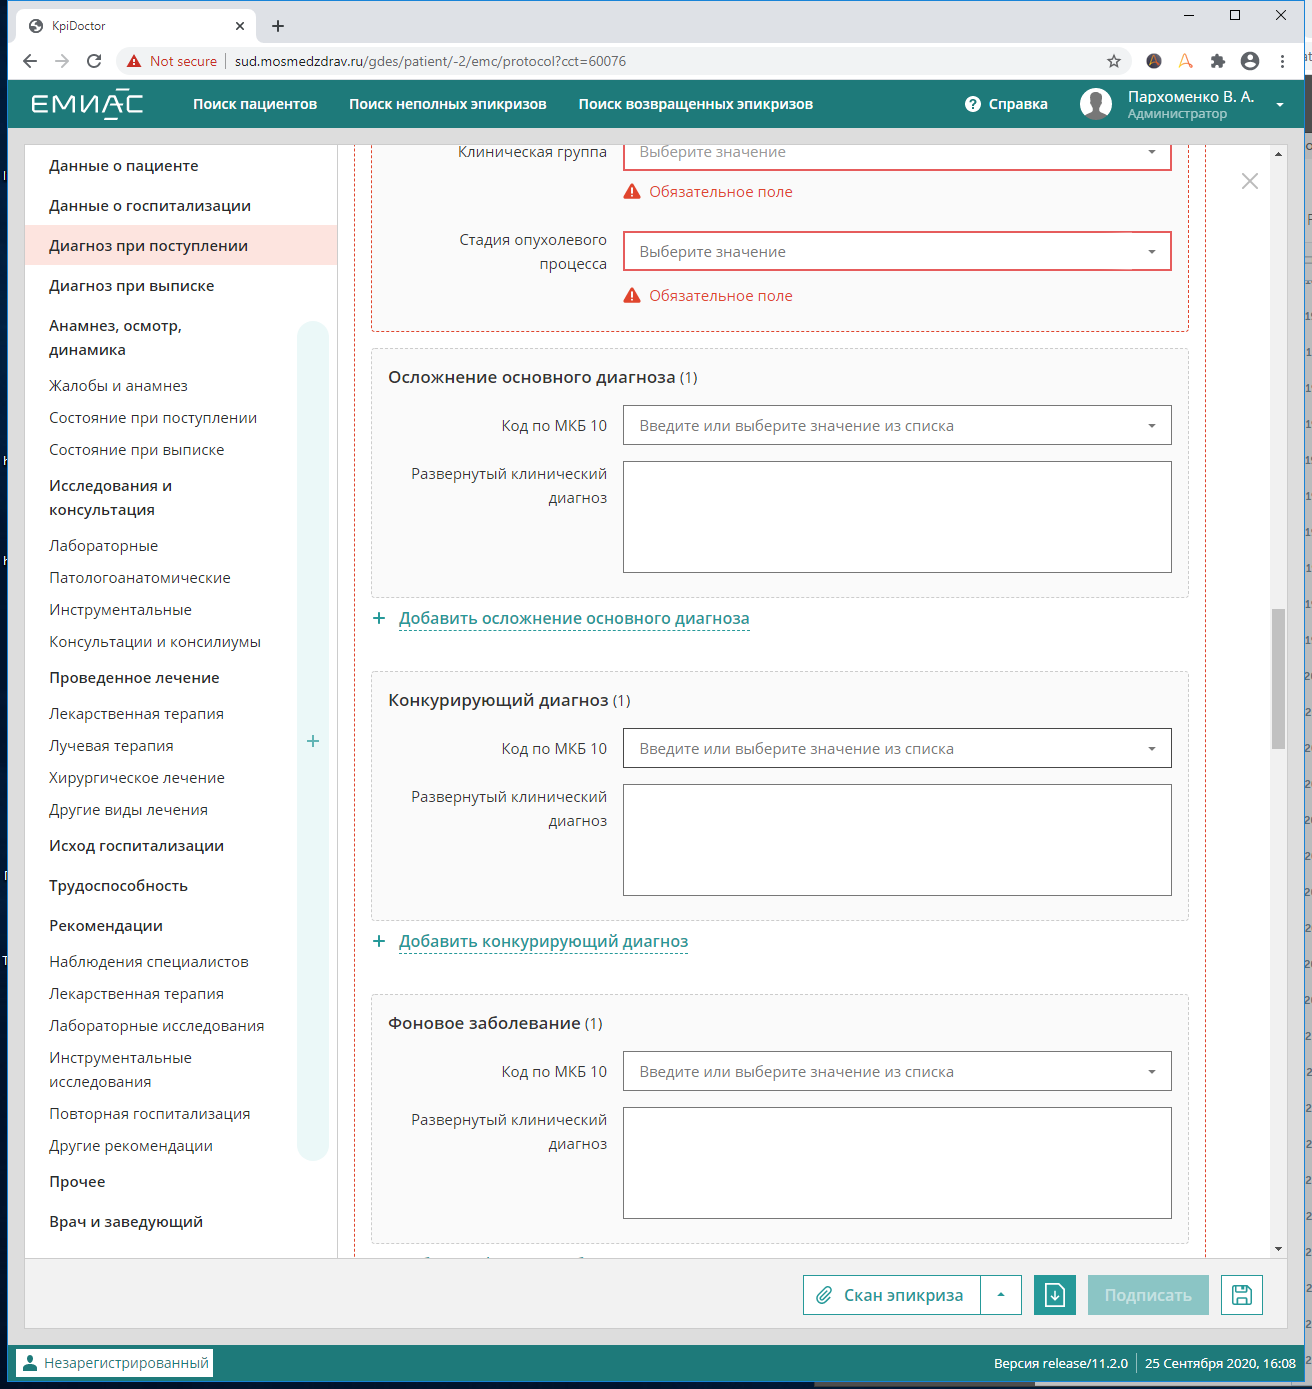 KpiDoctor
Not secure
sud.mosmedzdrav.ru/gdes/patient/-2/emc/protocol?cct=60076
ЕМИАС
Поиск пациентов
Поиск неполных эпикризов
Поиск возвращенных эпикризов
Справка
Пархоменко В. А.
Администратор
Данные о пациенте
Данные о госпитализации
Диагноз при поступлении
Диагноз при выписке
Анамнез, осмотр,
динамика
Жалобы и анамнез
Состояние при поступлении
Состояние при выписке
Исследования и
консультация
Лабораторные
Патологоанатомические
Инструментальные
Консультации и консилиумы
Проведенное лечение
Лекарственная терапия
Лучевая терапия
Хирургическое лечение
Другие виды лечения
Исход госпитализации
Трудоспособность
Рекомендации
Наблюдения специалистов
Лекарственная терапия
Лабораторные исследования
Инструментальные
исследования
Повторная госпитализация
Другие рекомендации
Прочее
Врач и заведующий
Клиническая группа
Выберите значение
Обязательное поле
Стадия опухолевого
процесса
Выберите значение
Обязательное поле
Осложнение основного диагноза (1)
Код по МКБ 10
Введите или выберите значение из списка
Развернутый клинический
диагноз
+ Добавить осложнение основного диагноза
Конкурирующий диагноз (1)
Код по МКБ 10
Введите или выберите значение из списка
Развернутый клинический
диагноз
+ Добавить конкурирующий диагноз
Фоновое заболевание (1)
Код по МКБ 10
Введите или выберите значение из списка
Развернутый клинический
диагноз
Скан эпикриза
Подписать
Незарегистрированный
Версия release/11.2.0
25 Сентября 2020, 16:08